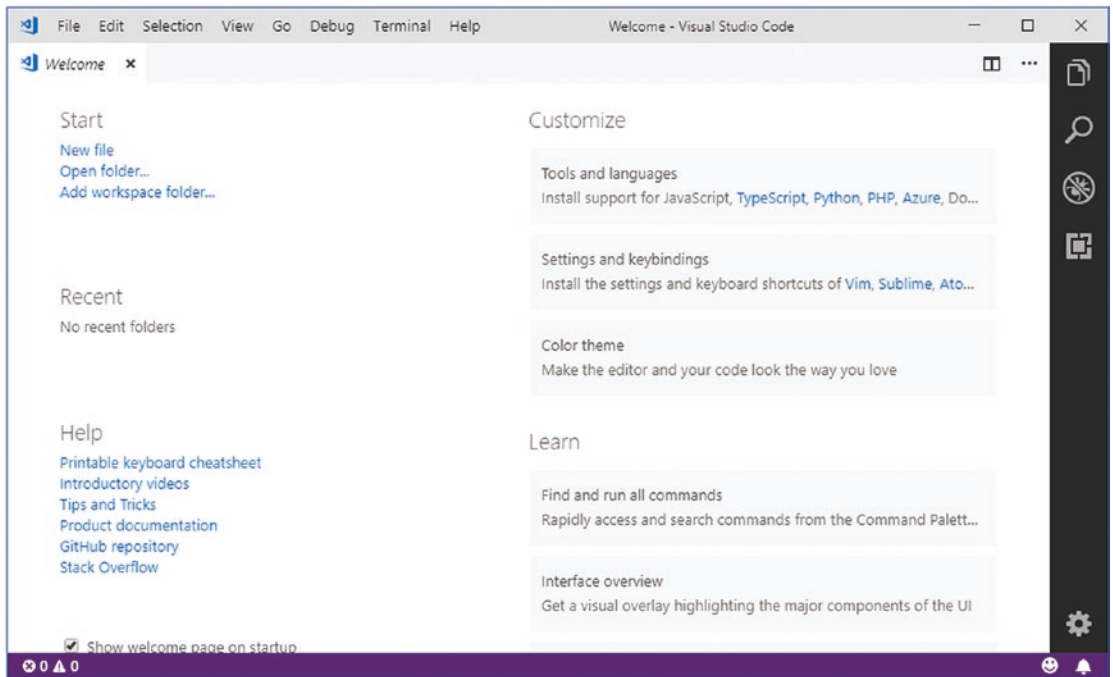 File Edit Selection View Go Debug Terminal Help Welcome - Visual Studio Code
Welcome
Start
New file
Open folder...
Add workspace folder...
Recent
No recent folders
Help
Printable keyboard cheatsheet
Introductory videos
Tips and Tricks
Product documentation
GitHub repository
Stack Overflow
Show welcome page on startup
Customize
Tools and languages
Install support for JavaScript, TypeScript, Python, PHP, Azure, Do...
Settings and keybindings
Install the settings and keyboard shortcuts of Vim, Sublime, Ato...
Color theme
Make the editor and your code look the way you love
Learn
Find and run all commands
Rapidly access and search commands from the Command Palett...
Interface overview
Get a visual overlay highlighting the major components of the UI
0 0